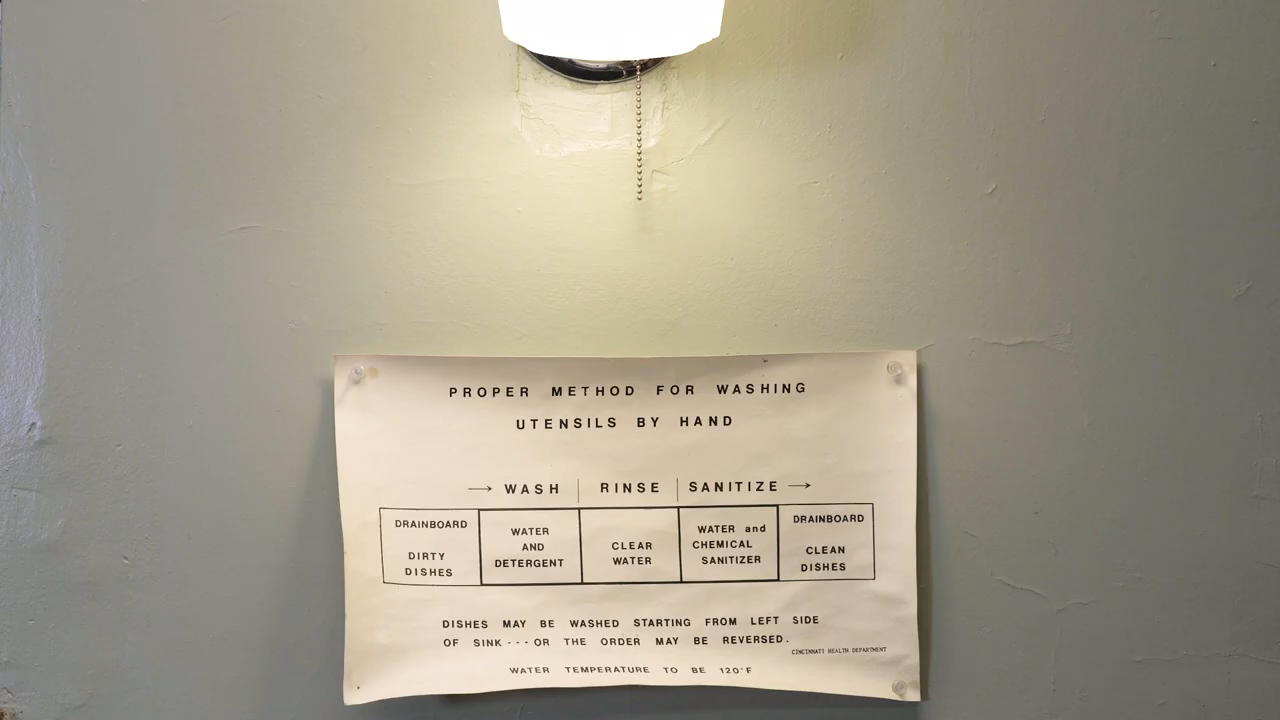 PROPER METHOD FOR WASHING
UTENSILS BY HAND
→ WASH | RINSE | SANITIZE →
DRAINBOARD
DIRTY
DISHES
WATER
AND
DETERGENT
CLEAR
WATER
WATER and
CHEMICAL
SANITIZER
DRAINBOARD
CLEAN
DISHES
DISHES MAY BE WASHED STARTING FROM LEFT SIDE
OF SINK---OR THE ORDER MAY BE REVERSED.
CINCINNATI HEALTH DEPARTMENT
WATER TEMPERATURE TO BE 120°F